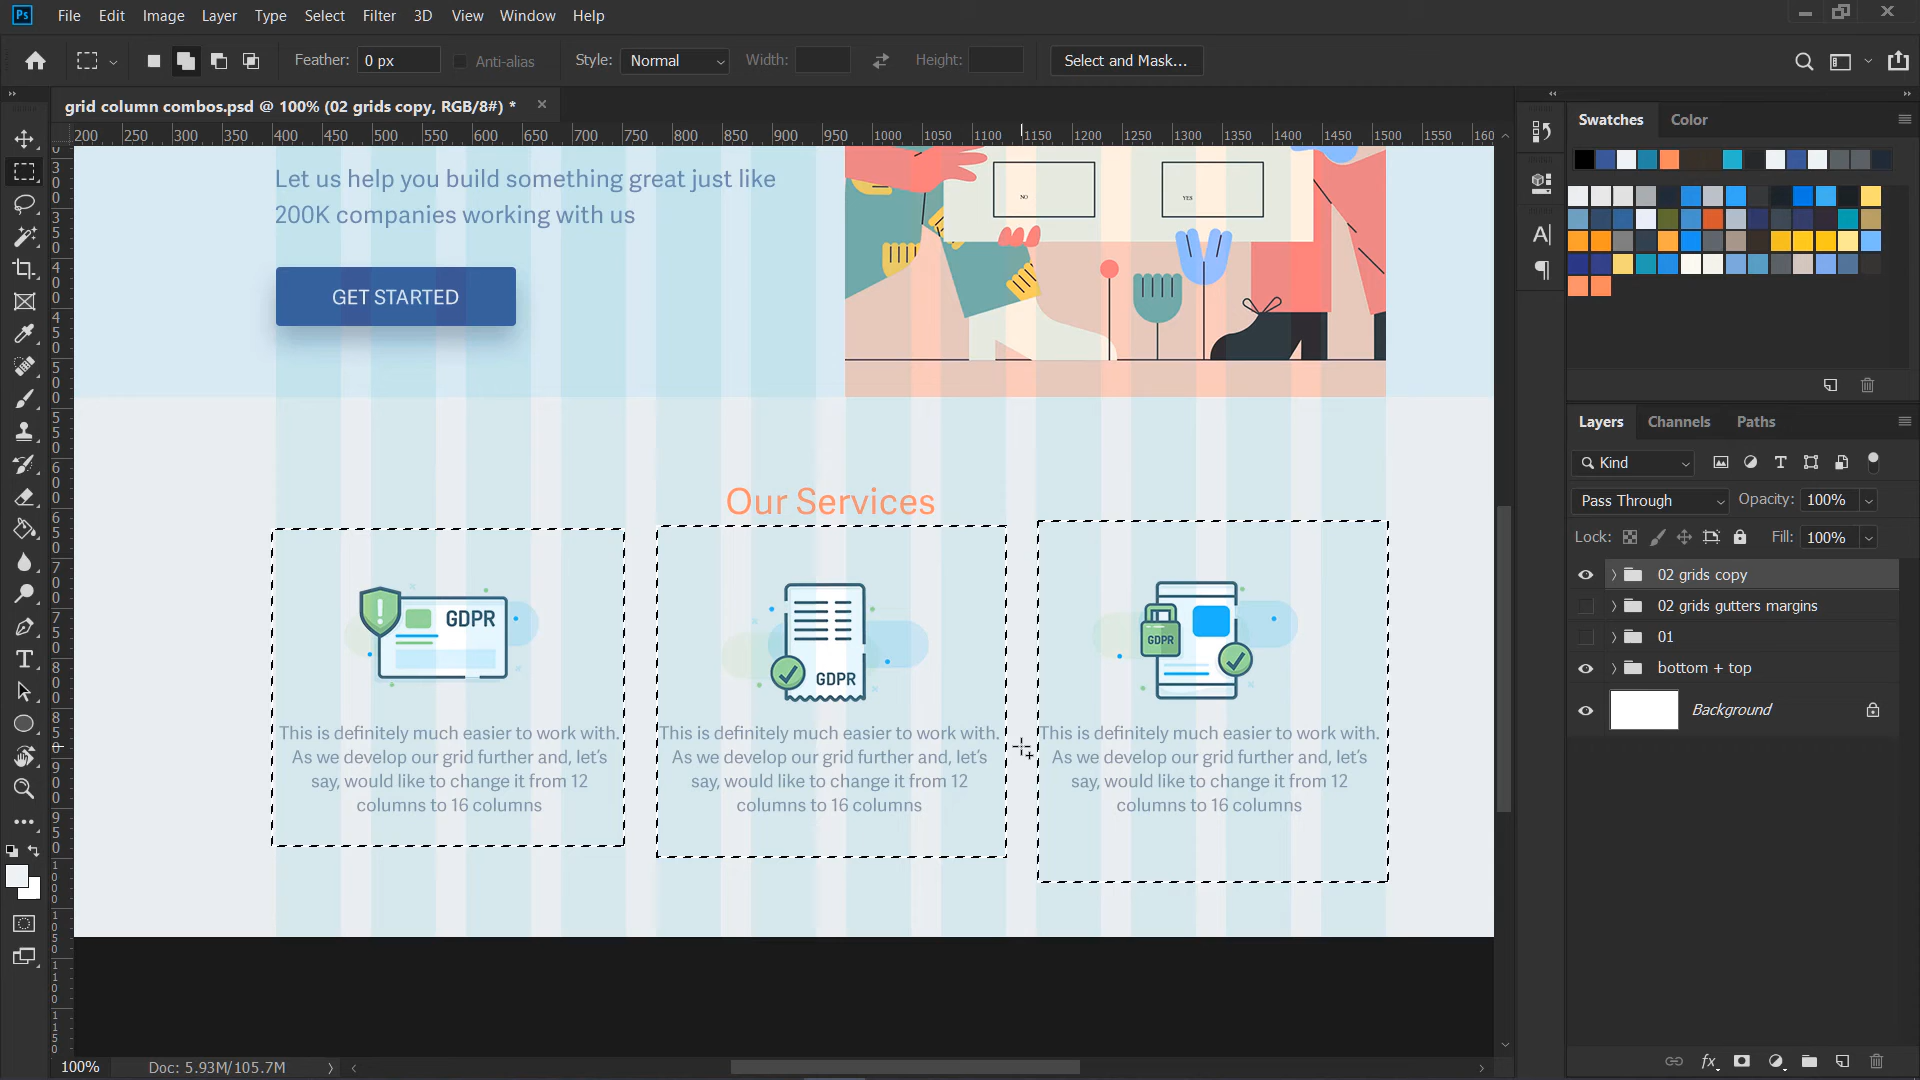 Ps File Edit Image Layer Type Select Filter 3D View Window Help
Feather: 0 px Anti-alias Style: Normal Width: Height: Select and Mask...
grid column combos.psd @ 100% (02 grids copy, RGB/8#) *
200 250 300 350 400 450 500 550 600 650 700 750 800 850 900 950 1000 1050 1100 1150 1200 1250 1300 1350 1400 1450 1500 1550
Let us help you build something great just like
200K companies working with us
GET STARTED
NO
YES
Our Services
GDPR
GDPR
GDPR
This is definitely much easier to work with.
As we develop our grid further and, let's
say, would like to change it from 12
columns to 16 columns
This is definitely much easier to work with.
As we develop our grid further and, let's
say, would like to change it from 12
columns to 16 columns
This is definitely much easier to work with.
As we develop our grid further and, let's
say, would like to change it from 12
columns to 16 columns
Swatches Color
Layers Channels Paths
Kind
Pass Through Opacity: 100%
Lock: Fill: 100%
02 grids copy
02 grids gutters margins
01
bottom + top
Background
100% Doc: 5.93M/105.7M